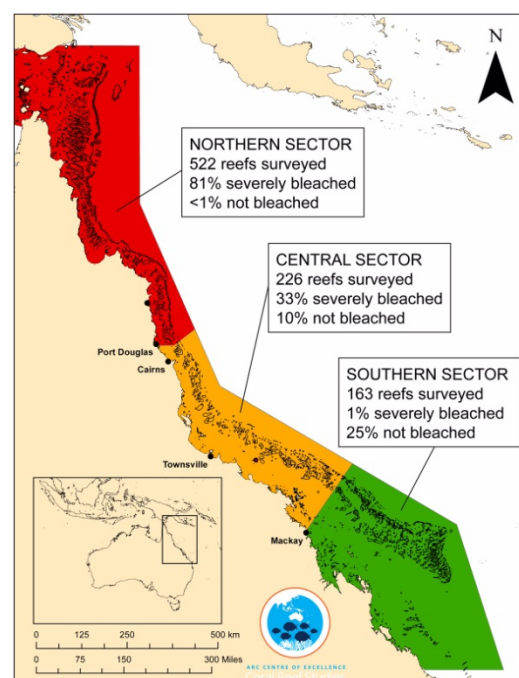 N
NORTHERN SECTOR
522 reefs surveyed
81% severely bleached
<1% not bleached
CENTRAL SECTOR
226 reefs surveyed
33% severely bleached
10% not bleached
Port Douglas
Cairns
SOUTHERN SECTOR
163 reefs surveyed
1% severely bleached
25% not bleached
Townsville
Mackay
0 125 250 500 km
0 75 150 300 Miles
ARC CENTRE OF EXCELLENCE